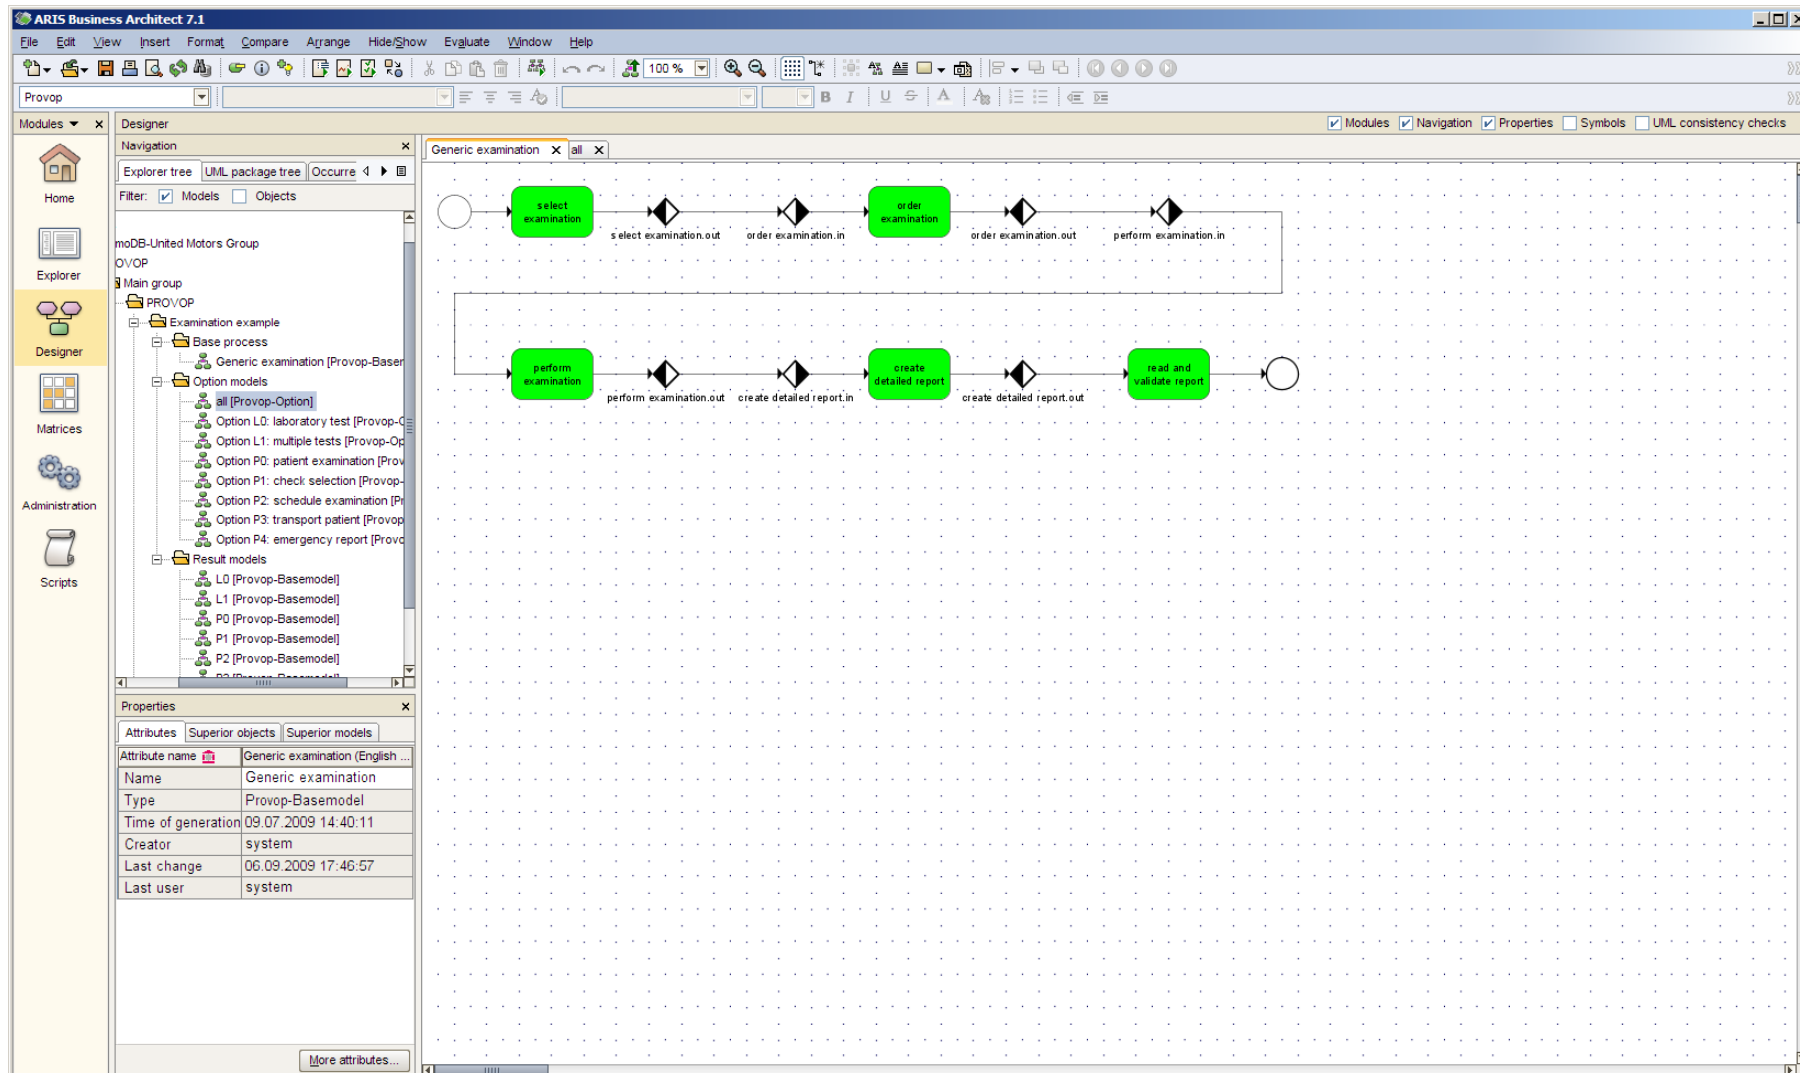 ARIS Business Architect 7.1
File Edit View Insert Format Compare Arrange Hide/Show Evaluate Window Help
100 %
Provop
B I U S A
Modules
Designer
Modules Navigation Properties Symbols UML consistency checks
Home
Explorer
Designer
Matrices
Administration
Scripts
Navigation
Explorer tree UML package tree Occurre
Filter: Models Objects
moDB-United Motors Group
OVOP
Main group
PROVOP
Examination example
Base process
Generic examination [Provop-Baser
Option models
all [Provop-Option]
Option L0: laboratory test [Provop-O
Option L1: multiple tests [Provop-Op
Option P0: patient examination [Prov
Option P1: check selection [Provop-
Option P2: schedule examination [Pr
Option P3: transport patient [Provop
Option P4: emergency report [Provo
Result models
L0 [Provop-Basemodel]
L1 [Provop-Basemodel]
P0 [Provop-Basemodel]
P1 [Provop-Basemodel]
P2 [Provop-Basemodel]
Properties
Attributes Superior objects Superior models
Attribute name Generic examination (English ...
Name Generic examination
Type Provop-Basemodel
Time of generation 09.07.2009 14:40:11
Creator system
Last change 06.09.2009 17:46:57
Last user system
More attributes...
Generic examination all
select
examination
select examination.out
order examination.in
order
examination
order examination.out
perform examination.in
perform
examination
perform examination.out
create detailed report.in
create
detailed report
create detailed report.out
read and
validate report